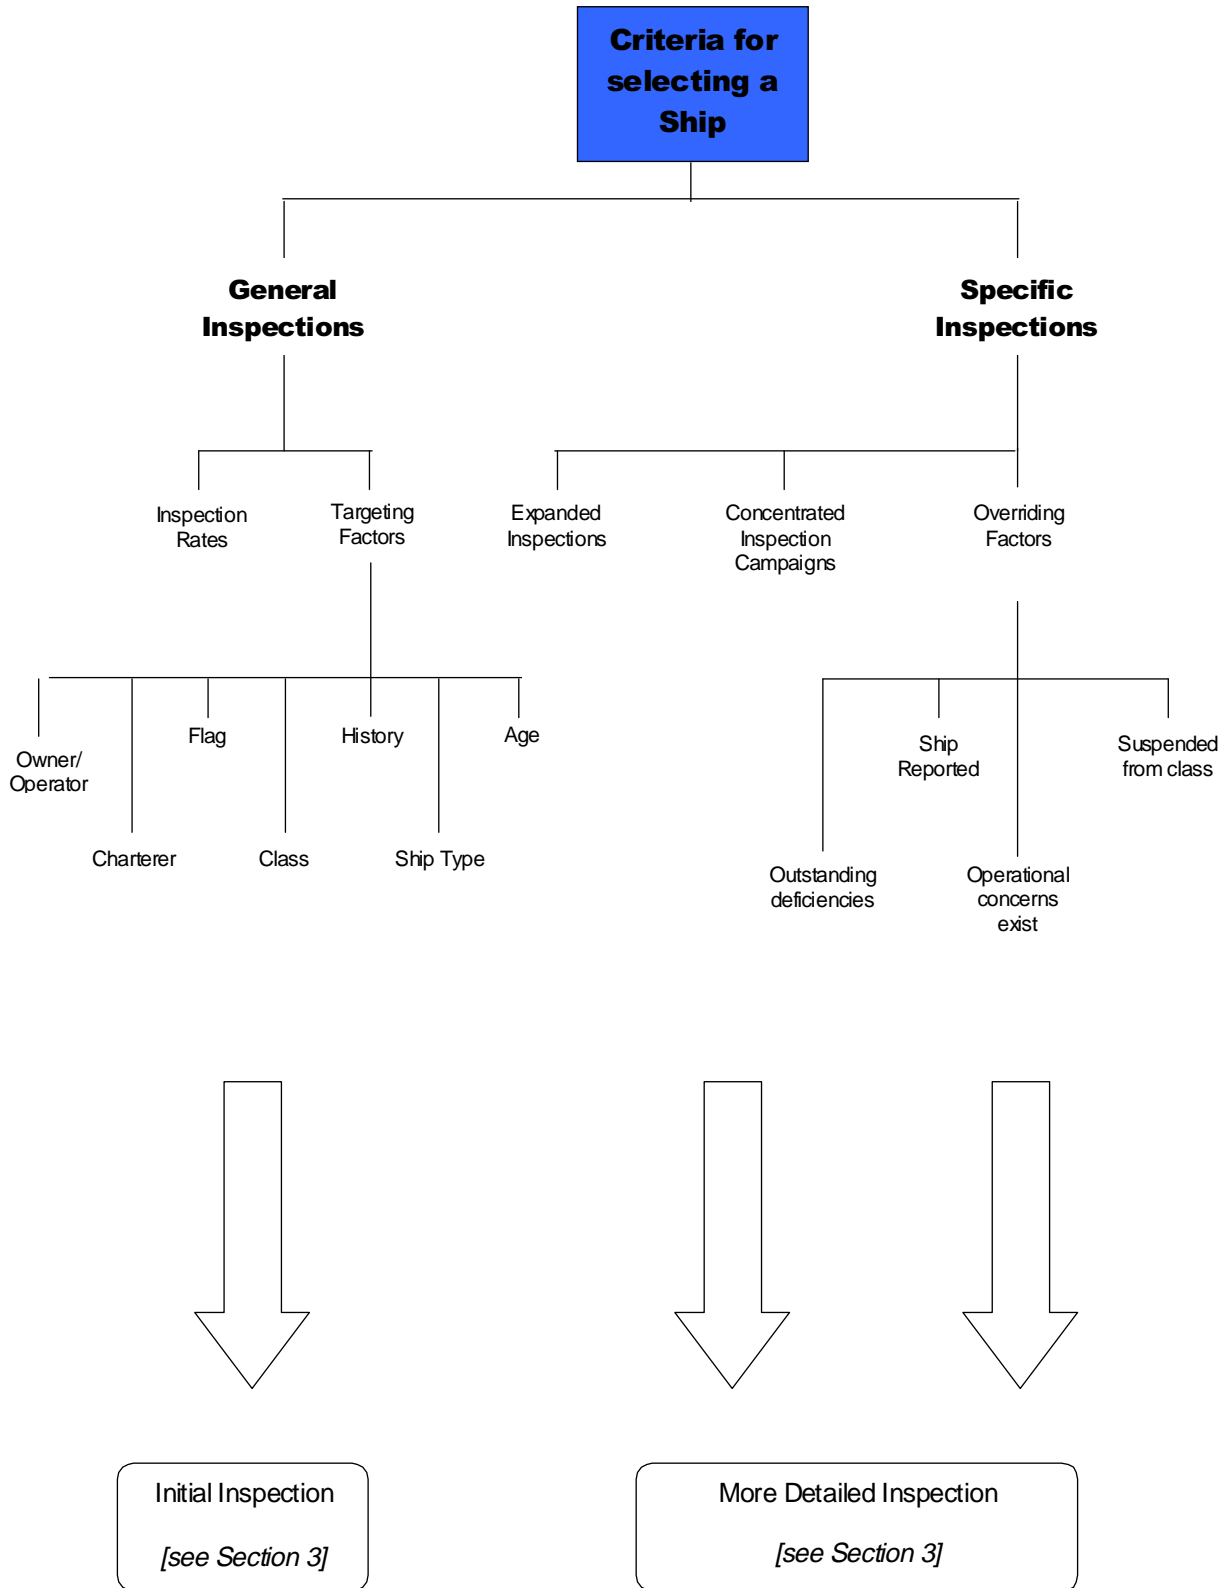 Criteria for
selecting a
Ship
General
Inspections
Specific
Inspections
Inspection
Rates
Targeting
Factors
Expanded
Inspections
Concentrated
Inspection
Campaigns
Overriding
Factors
Owner/
Operator
Flag
History
Age
Charterer
Class
Ship Type
Ship
Reported
Suspended
from class
Outstanding
deficiencies
Operational
concerns
exist
Initial Inspection
[see Section 3]
More Detailed Inspection
[see Section 3]